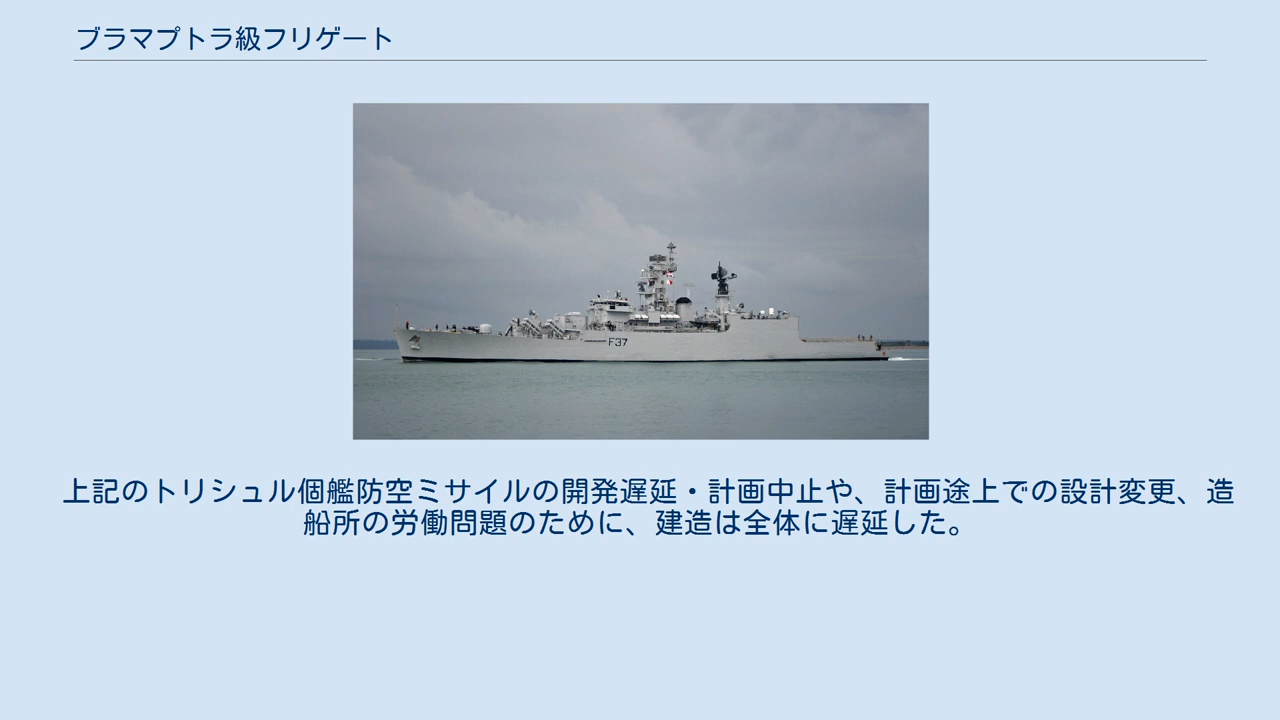 ブラマプトラ級フリゲート
F37
上記のトリシュル個艦防空ミサイルの開発遅延・計画中止や、計画途上での設計変更、造
船所の労働問題のために、建造は全体に遅延した。